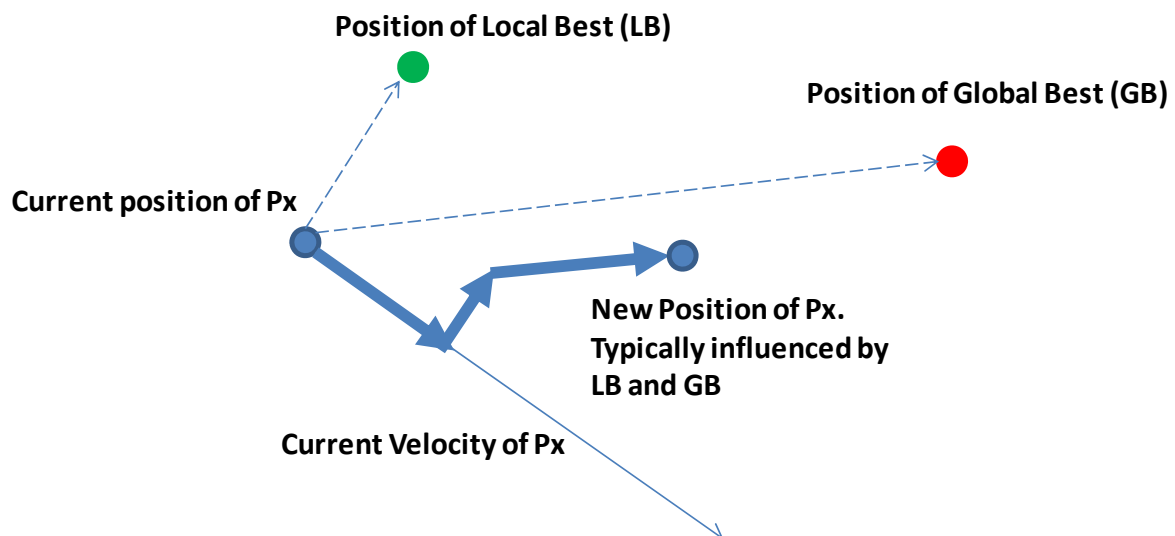 Position of Local Best (LB)
Position of Global Best (GB)
Current position of Px
New Position of Px.
Typically influenced by
LB and GB
Current Velocity of Px